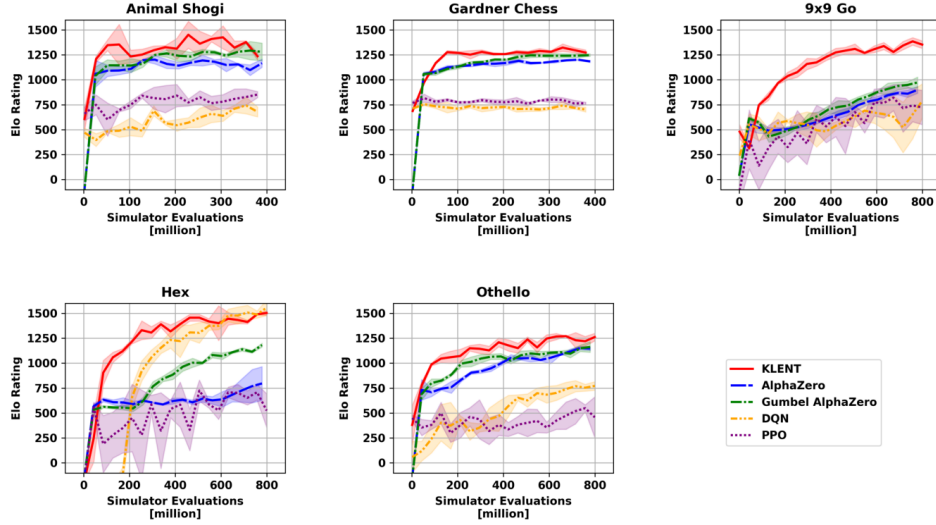 Animal Shogi
1500
1250
1000
750
500
250
0
Elo Rating
0 100 200 300 400
Simulator Evaluations
[million]
Gardner Chess
1500
1250
1000
750
500
250
0
Elo Rating
0 100 200 300 400
Simulator Evaluations
[million]
9x9 Go
1500
1250
1000
750
500
250
0
Elo Rating
0 200 400 600 800
Simulator Evaluations
[million]
Hex
1500
1250
1000
750
500
250
0
Elo Rating
0 200 400 600 800
Simulator Evaluations
[million]
Othello
1500
1250
1000
750
500
250
0
Elo Rating
0 200 400 600 800
Simulator Evaluations
[million]
KLENT
AlphaZero
Gumbel AlphaZero
DQN
PPO